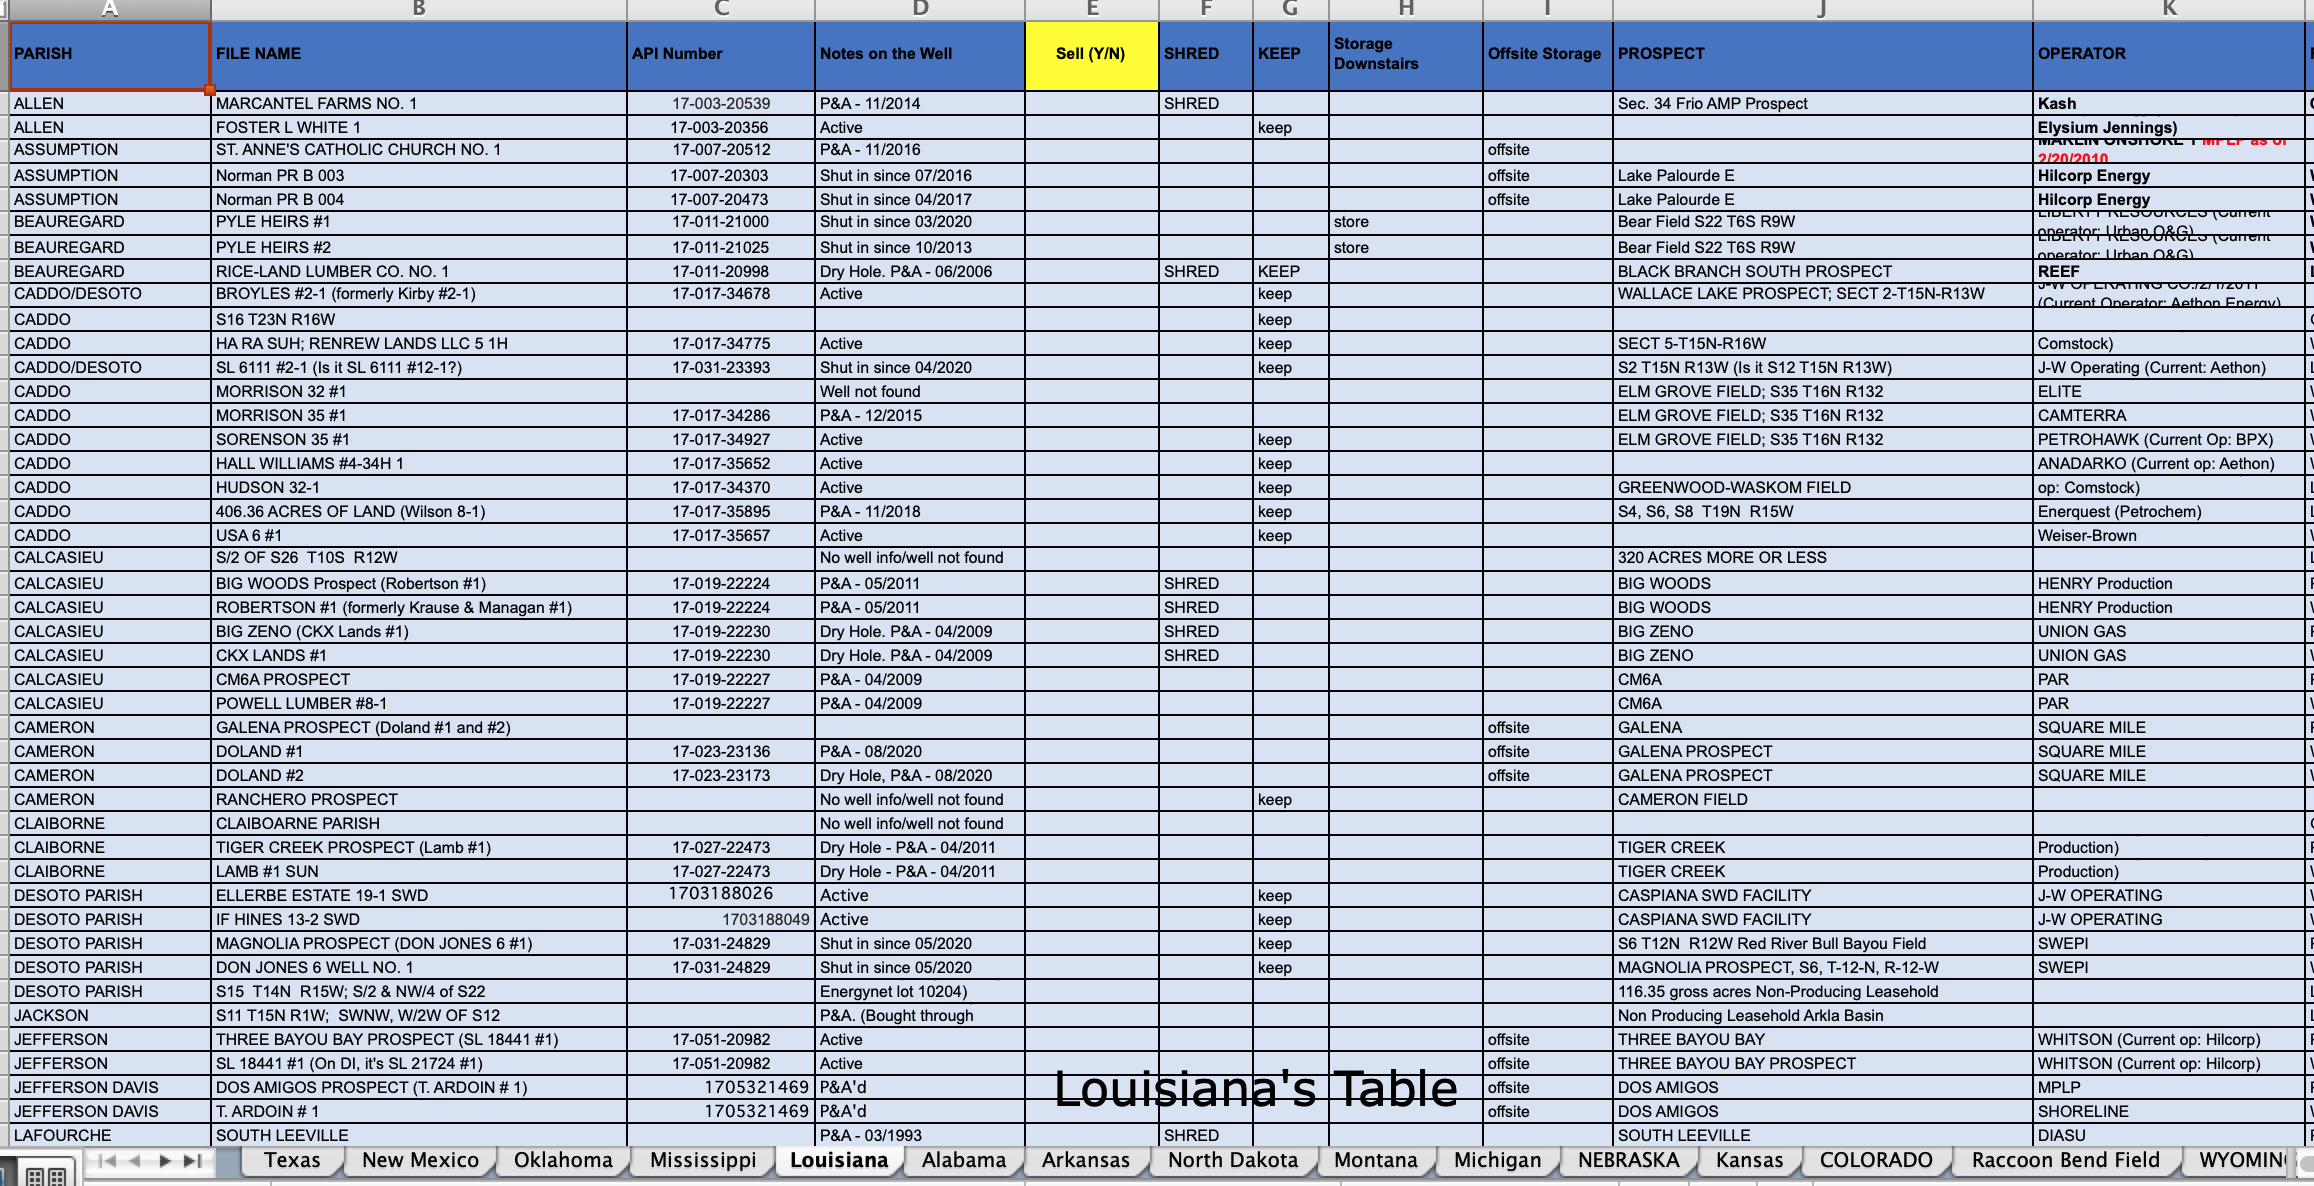 A B C D E F G H I J K
PARISH FILE NAME API Number Notes on the Well Sell (Y/N) SHRED KEEP Storage Downstairs Offsite Storage PROSPECT OPERATOR
ALLEN MARCANTEL FARMS NO. 1 17-003-20539 P&A - 11/2014 SHRED Sec. 34 Frio AMP Prospect Kash
ALLEN FOSTER L WHITE 1 17-003-20356 Active keep Elysium Jennings)
ASSUMPTION ST. ANNE'S CATHOLIC CHURCH NO. 1 17-007-20512 P&A - 11/2016 offsite MARLIN ONSHORE MPLP as of 2/20/2010
ASSUMPTION Norman PR B 003 17-007-20303 Shut in since 07/2016 offsite Lake Palourde E Hilcorp Energy
ASSUMPTION Norman PR B 004 17-007-20473 Shut in since 04/2017 offsite Lake Palourde E Hilcorp Energy
BEAUREGARD PYLE HEIRS #1 17-011-21000 Shut in since 03/2020 store Bear Field S22 T6S R9W LIBERTY RESOURCES (Current operator: Urban O&G)
BEAUREGARD PYLE HEIRS #2 17-011-21025 Shut in since 10/2013 store Bear Field S22 T6S R9W LIBERTY RESOURCES (Current operator: Urban O&G)
BEAUREGARD RICE-LAND LUMBER CO. NO. 1 17-011-20998 Dry Hole. P&A - 06/2006 SHRED KEEP BLACK BRANCH SOUTH PROSPECT REEF
CADDO/DESOTO BROYLES #2-1 (formerly Kirby #2-1) 17-017-34678 Active keep WALLACE LAKE PROSPECT; SECT 2-T15N-R13W J-W OPERATING CO./2/1/2011 (Current Operator: Aethon Energy)
CADDO S16 T23N R16W keep
CADDO HA RA SUH; RENREW LANDS LLC 5 1H 17-017-34775 Active keep SECT 5-T15N-R16W Comstock)
CADDO/DESOTO SL 6111 #2-1 (Is it SL 6111 #12-1?) 17-031-23393 Shut in since 04/2020 keep S2 T15N R13W (Is it S12 T15N R13W) J-W Operating (Current: Aethon)
CADDO MORRISON 32 #1 Well not found ELM GROVE FIELD; S35 T16N R132 ELITE
CADDO MORRISON 35 #1 17-017-34286 P&A - 12/2015 ELM GROVE FIELD; S35 T16N R132 CAMTERRA
CADDO SORENSON 35 #1 17-017-34927 Active keep ELM GROVE FIELD; S35 T16N R132 PETROHAWK (Current Op: BPX)
CADDO HALL WILLIAMS #4-34H 1 17-017-35652 Active keep ANADARKO (Current op: Aethon)
CADDO HUDSON 32-1 17-017-34370 Active keep GREENWOOD-WASKOM FIELD op: Comstock)
CADDO 406.36 ACRES OF LAND (Wilson 8-1) 17-017-35895 P&A - 11/2018 keep S4, S6, S8 T19N R15W Enerquest (Petrochem)
CADDO USA 6 #1 17-017-35657 Active keep Weiser-Brown
CALCASIEU S/2 OF S26 T10S R12W No well info/well not found 320 ACRES MORE OR LESS
CALCASIEU BIG WOODS Prospect (Robertson #1) 17-019-22224 P&A - 05/2011 SHRED BIG WOODS HENRY Production
CALCASIEU ROBERTSON #1 (formerly Krause & Managan #1) 17-019-22224 P&A - 05/2011 SHRED BIG WOODS HENRY Production
CALCASIEU BIG ZENO (CKX Lands #1) 17-019-22230 Dry Hole. P&A - 04/2009 SHRED BIG ZENO UNION GAS
CALCASIEU CKX LANDS #1 17-019-22230 Dry Hole. P&A - 04/2009 SHRED BIG ZENO UNION GAS
CALCASIEU CM6A PROSPECT 17-019-22227 P&A - 04/2009 CM6A PAR
CALCASIEU POWELL LUMBER #8-1 17-019-22227 P&A - 04/2009 CM6A PAR
CAMERON GALENA PROSPECT (Doland #1 and #2) offsite GALENA SQUARE MILE
CAMERON DOLAND #1 17-023-23136 P&A - 08/2020 offsite GALENA PROSPECT SQUARE MILE
CAMERON DOLAND #2 17-023-23173 Dry Hole, P&A - 08/2020 offsite GALENA PROSPECT SQUARE MILE
CAMERON RANCHERO PROSPECT No well info/well not found keep CAMERON FIELD
CLAIBORNE CLAIBOARNE PARISH No well info/well not found
CLAIBORNE TIGER CREEK PROSPECT (Lamb #1) 17-027-22473 Dry Hole - P&A - 04/2011 TIGER CREEK Production)
CLAIBORNE LAMB #1 SUN 17-027-22473 Dry Hole - P&A - 04/2011 TIGER CREEK Production)
DESOTO PARISH ELLERBE ESTATE 19-1 SWD 1703188026 Active keep CASPIANA SWD FACILITY J-W OPERATING
DESOTO PARISH IF HINES 13-2 SWD 1703188049 Active keep CASPIANA SWD FACILITY J-W OPERATING
DESOTO PARISH MAGNOLIA PROSPECT (DON JONES 6 #1) 17-031-24829 Shut in since 05/2020 keep S6 T12N R12W Red River Bull Bayou Field SWEPI
DESOTO PARISH DON JONES 6 WELL NO. 1 17-031-24829 Shut in since 05/2020 keep MAGNOLIA PROSPECT, S6, T-12-N, R-12-W SWEPI
DESOTO PARISH S15 T14N R15W; S/2 & NW/4 of S22 Energynet lot 10204) 116.35 gross acres Non-Producing Leasehold
JACKSON S11 T15N R1W; SWNW, W/2W OF S12 P&A. (Bought through Non Producing Leasehold Arkla Basin
JEFFERSON THREE BAYOU BAY PROSPECT (SL 18441 #1) 17-051-20982 Active offsite THREE BAYOU BAY WHITSON (Current op: Hilcorp)
JEFFERSON SL 18441 #1 (On DI, it's SL 21724 #1) 17-051-20982 Active offsite THREE BAYOU BAY PROSPECT WHITSON (Current op: Hilcorp)
JEFFERSON DAVIS DOS AMIGOS PROSPECT (T. ARDOIN # 1) 1705321469 P&A'd offsite DOS AMIGOS MPLP
Louisiana's Table
JEFFERSON DAVIS T. ARDOIN # 1 1705321469 P&A'd offsite DOS AMIGOS SHORELINE
LAFOURCHE SOUTH LEEVILLE P&A - 03/1993 SHRED SOUTH LEEVILLE DIASU
Texas New Mexico Oklahoma Mississippi Louisiana Alabama Arkansas North Dakota Montana Michigan NEBRASKA Kansas COLORADO Raccoon Bend Field WYOMIN